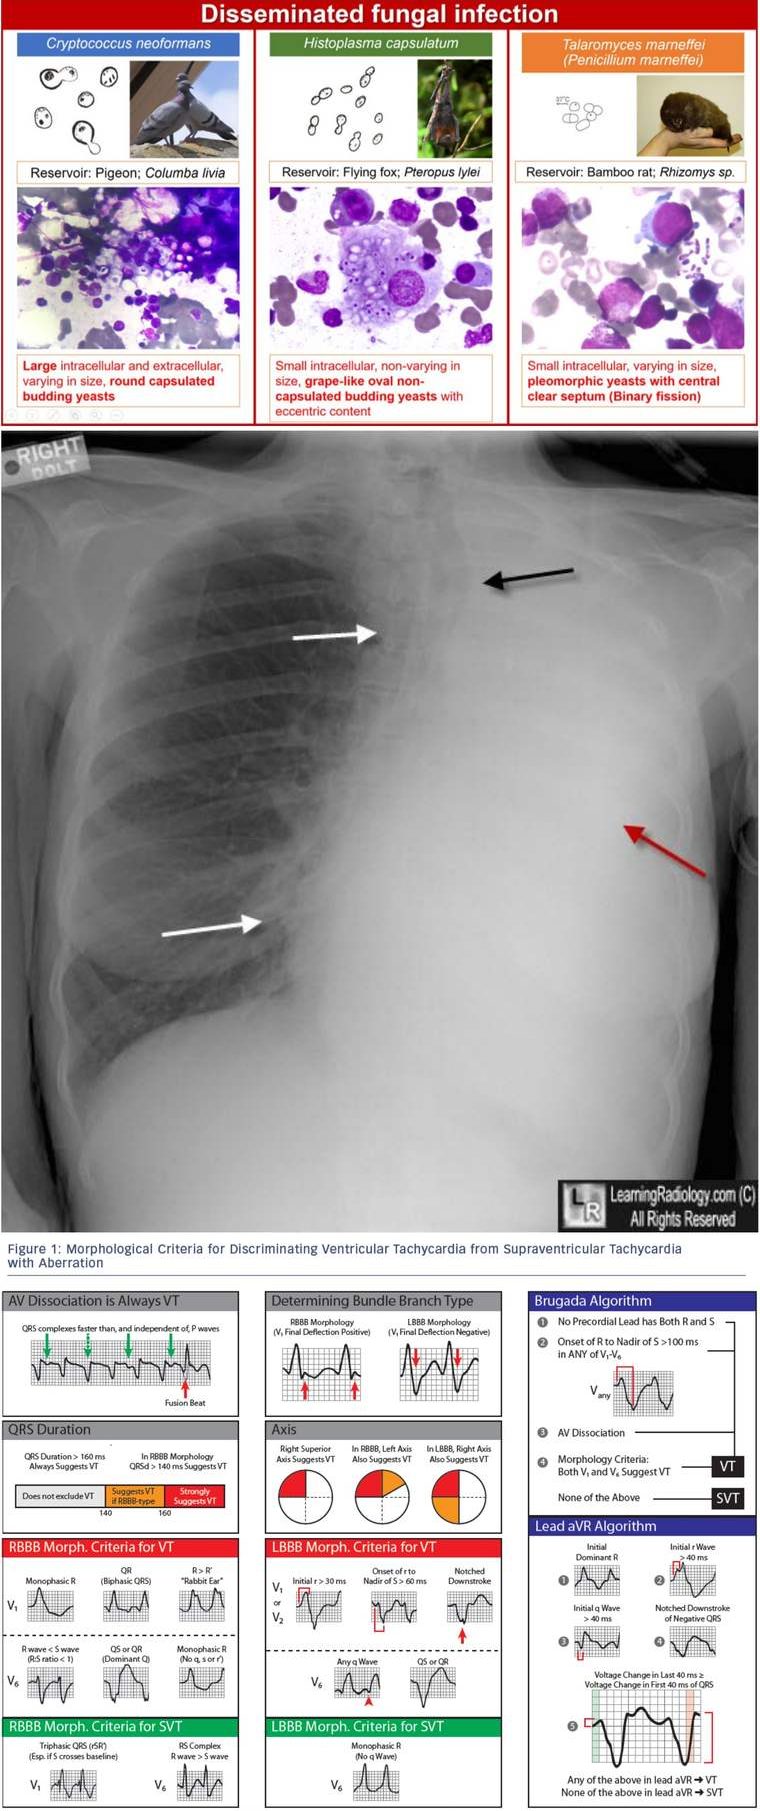 Disseminated fungal infection
Cryptococcus neoformans
Reservoir: Pigeon; Columba livia
Large intracellular and extracellular,
varying in size, round capsulated
budding yeasts
Histoplasma capsulatum
Reservoir: Flying fox; Pteropus lylei
Small intracellular, non-varying in
size, grape-like oval non-
capsulated budding yeasts with
eccentric content
Talaromyces marneffei
(Penicillium marneffei)
37°C
Reservoir: Bamboo rat; Rhizomys sp.
Small intracellular, varying in size,
pleomorphic yeasts with central
clear septum (Binary fission)
RIGHT
LR
LearningRadiology.com (C)
All Rights Reserved
Figure 1: Morphological Criteria for Discriminating Ventricular Tachycardia from Supraventricular Tachycardia
with Aberration
AV Dissociation is Always VT
QRS complexes faster than, and independent of, P waves
Fusion Beat
QRS Duration
QRS Duration > 160 ms
Always Suggests VT
In RBBB Morphology
QRSd > 140 ms Suggests VT
Does not exclude VT
Suggests VT
if RBBB-type
Strongly
Suggests VT
140
160
RBBB Morph. Criteria for VT
Monophasic R
QR
(Biphasic QRS)
R > R'
"Rabbit Ear"
V1
R wave < S wave
(R:S ratio < 1)
QS or QR
(Dominant Q)
Monophasic R
(No q, s or r')
V6
RBBB Morph. Criteria for SVT
Triphasic QRS (rSR')
(Esp. if S crosses baseline)
RS Complex
R wave > S wave
V1
V6
Determining Bundle Branch Type
RBBB Morphology
(V1 Final Deflection Positive)
LBBB Morphology
(V1 Final Deflection Negative)
Axis
Right Superior
Axis Suggests VT
In RBBB, Left Axis
Also Suggests VT
In LBBB, Right Axis
Also Suggests VT
LBBB Morph. Criteria for VT
Initial r > 30 ms
Onset of r to
Nadir of S > 60 ms
Notched
Downstroke
V1
or
V2
Any q Wave
QS or QR
V6
LBBB Morph. Criteria for SVT
Monophasic R
(No q Wave)
V6
Brugada Algorithm
1 No Precordial Lead has Both R and S
2 Onset of R to Nadir of S >100 ms
in ANY of V1-V6
V any
3 AV Dissociation
4 Morphology Criteria:
Both V1 and V6 Suggest VT
VT
None of the Above
SVT
Lead aVR Algorithm
Initial
Dominant R
1
Initial r Wave
> 40 ms
2
Initial q Wave
> 40 ms
3
Notched Downstroke
of Negative QRS
4
Voltage Change in Last 40 ms ≥
Voltage Change in First 40 ms of QRS
5
Any of the above in lead aVR ➔ VT
None of the above in lead aVR ➔ SVT